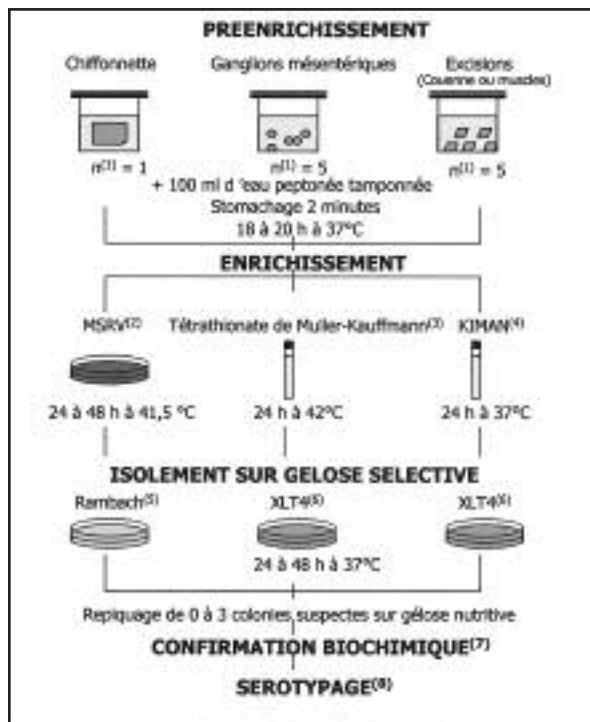 PREENRICHISSEMENT
Chiffonnette Ganglions mésentériques Excisions
(Couenne ou muscles)
n(1) = 1 n(1) = 5 n(1) = 5
+ 100 ml d 'eau peptonée tamponnée
Stomachage 2 minutes
18 à 20 h à 37°C
ENRICHISSEMENT
MSRV(2) Tétrathionate de Muller-Kauffmann(3) KIMAN(4)
24 à 48 h à 41,5 °C 24 h à 42°C 24 h à 37°C
ISOLEMENT SUR GELOSE SELECTIVE
Rambach(5) XLT4(6) XLT4(6)
24 à 48 h à 37°C
Repiquage de 0 à 3 colonies suspectes sur gélose nutritive
CONFIRMATION BIOCHIMIQUE(7)
SEROTYPAGE(8)